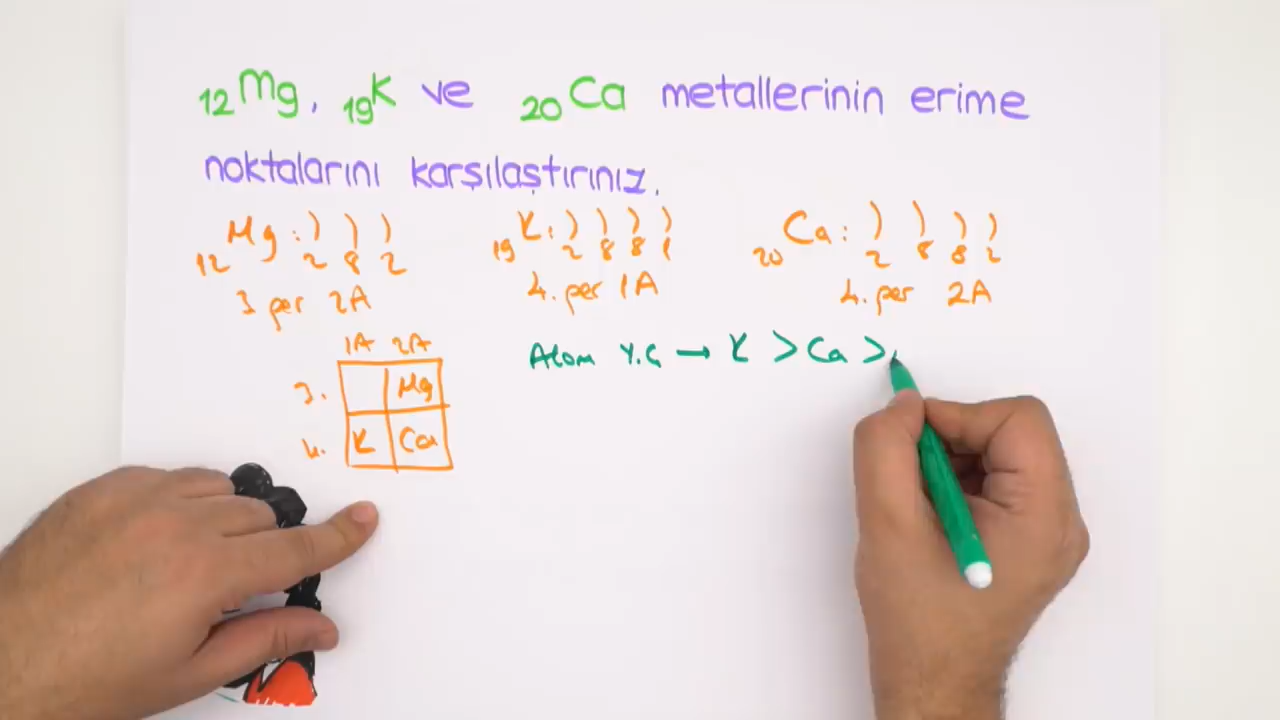 12Mg, 19K ve 20Ca metallerinin erime
noktalarını karşılaştırınız.
12Mg: ) ) )
2 8 2
3 per 2A
19K: ) ) ) )
2 8 8 1
4. per 1A
20Ca: ) ) ) )
2 8 8 2
4. per 2A
1A 2A
3. Mg
4. K Ca
Atom Y.Ç → K > Ca >